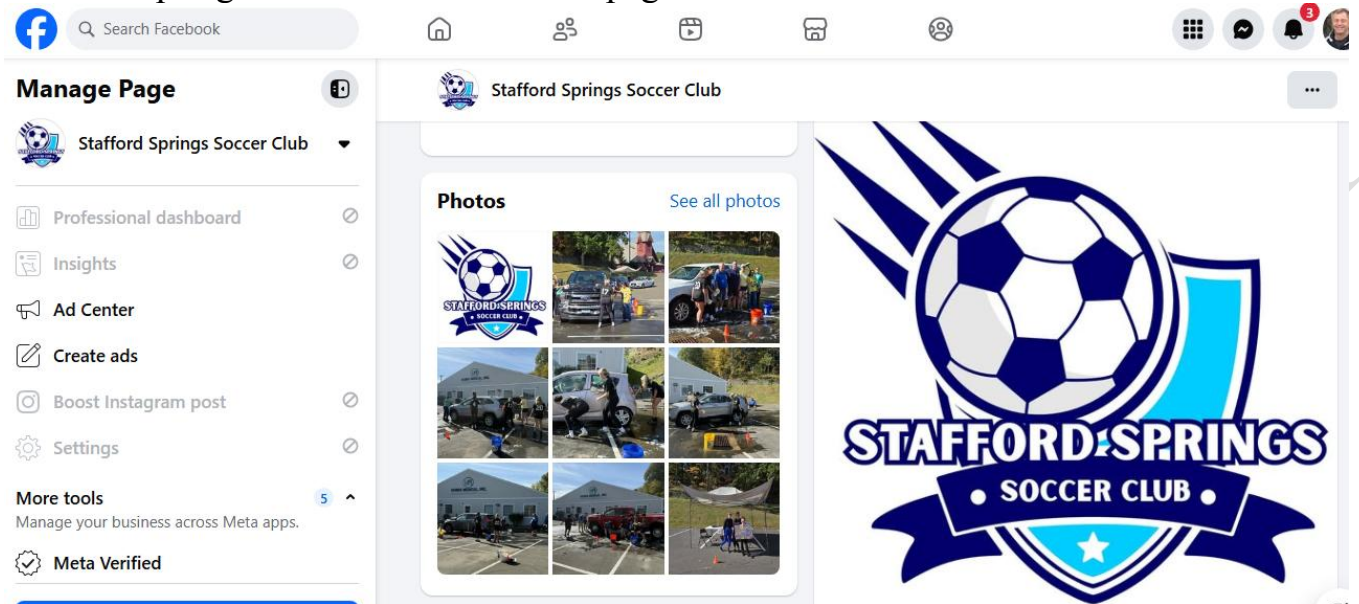 Search Facebook
3
Manage Page
Stafford Springs Soccer Club
Professional dashboard
Insights
Ad Center
Create ads
Boost Instagram post
Settings
More tools
5
Manage your business across Meta apps.
Meta Verified
Stafford Springs Soccer Club
...
Photos
See all photos
STAFFORD SPRINGS
SOCCER CLUB
STAFFORD SPRINGS
• SOCCER CLUB •